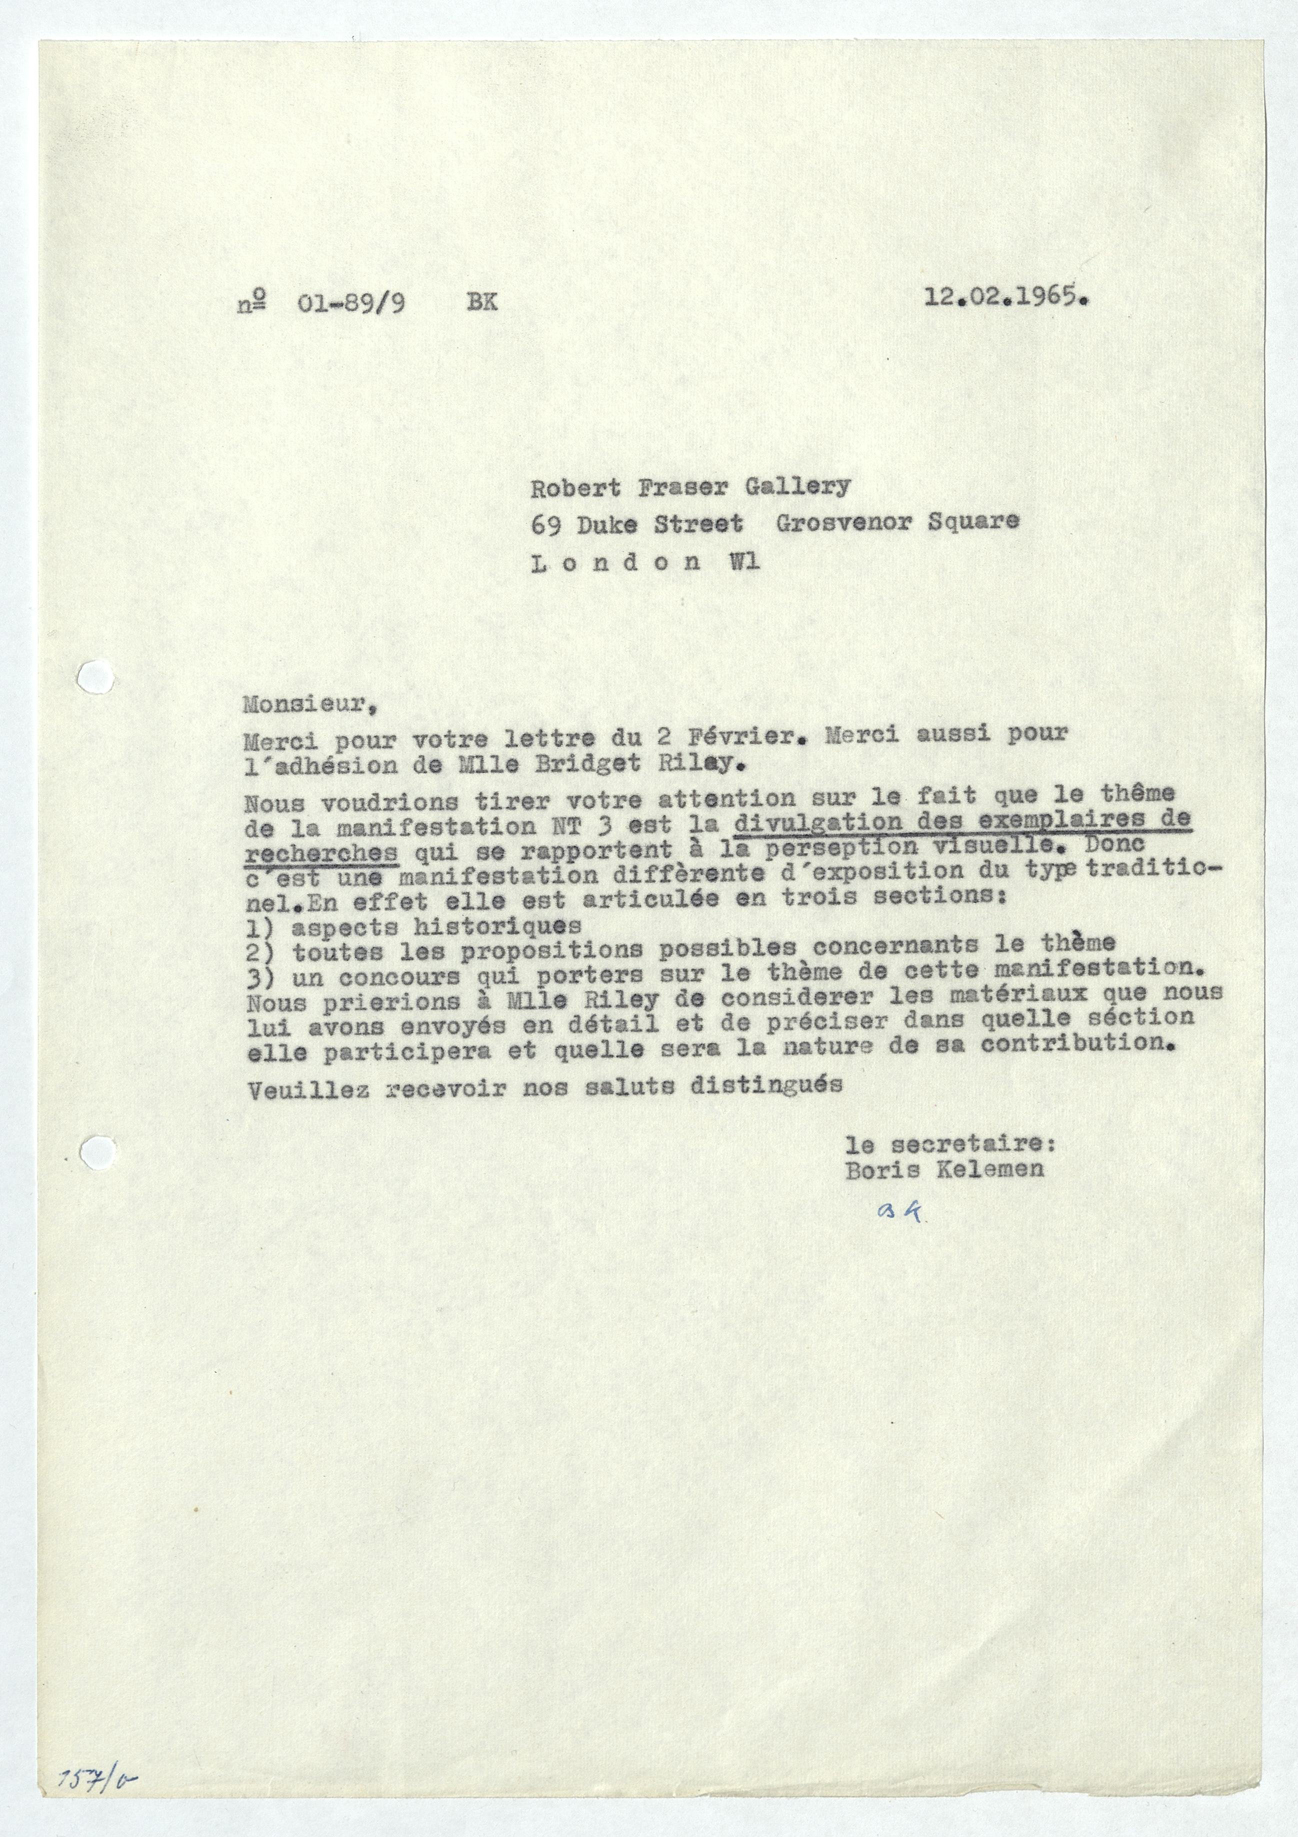 nº 01-89/9 BK 12.02.1965.
Robert Fraser Gallery
69 Duke Street Grosvenor Square
L o n d o n W1
Monsieur,
Merci pour votre lettre du 2 Février. Merci aussi pour
l´adhésion de Mlle Bridget Riley.
Nous voudrions tirer votre attention sur le fait que le thême
de la manifestation NT 3 est la divulgation des exemplaires de
recherches qui se rapportent à la perseption visuelle. Donc
c´est une manifestation diffèrente d´exposition du type traditio-
nel.En effet elle est articulée en trois sections:
1) aspects historiques
2) toutes les propositions possibles concernants le thème
3) un concours qui porters sur le thème de cette manifestation.
Nous prierions à Mlle Riley de considerer les matériaux que nous
lui avons envoyés en détail et de préciser dans quelle séction
elle participera et quelle sera la nature de sa contribution.
Veuillez recevoir nos saluts distingués
le secretaire:
Boris Kelemen
BK
157/0